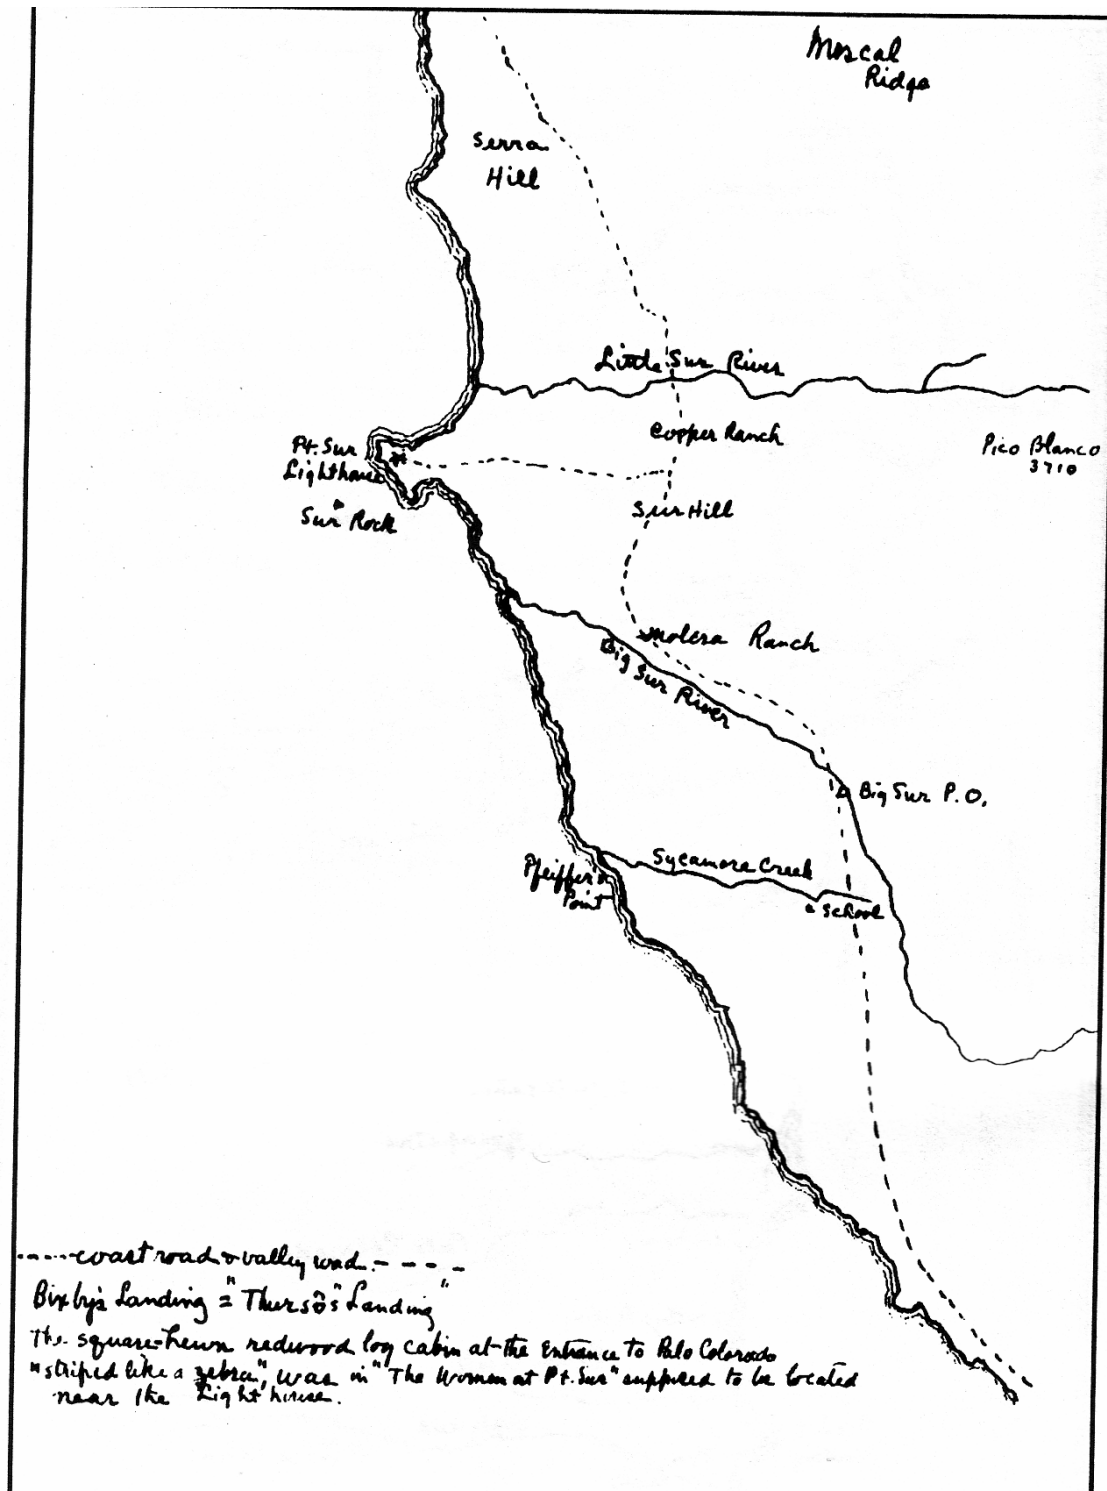 Mescal
Ridge
Serra
Hill
Little Sur River
Cooper Ranch
Pico Blanco
3710
Pt. Sur
Lighthouse
Sur Hill
Sur Rock
Molera Ranch
Big Sur River
Big Sur P.O.
Sycamore Creek
Pfeiffer's
Point
School
coast road & valley road
Bixby's Landing = "Thurso's Landing"
The square-hewn redwood log cabin at the Entrance to Palo Colorado
"striped like a zebra", was in "The Women at Pt. Sur" supposed to be located
near the Lighthouse.